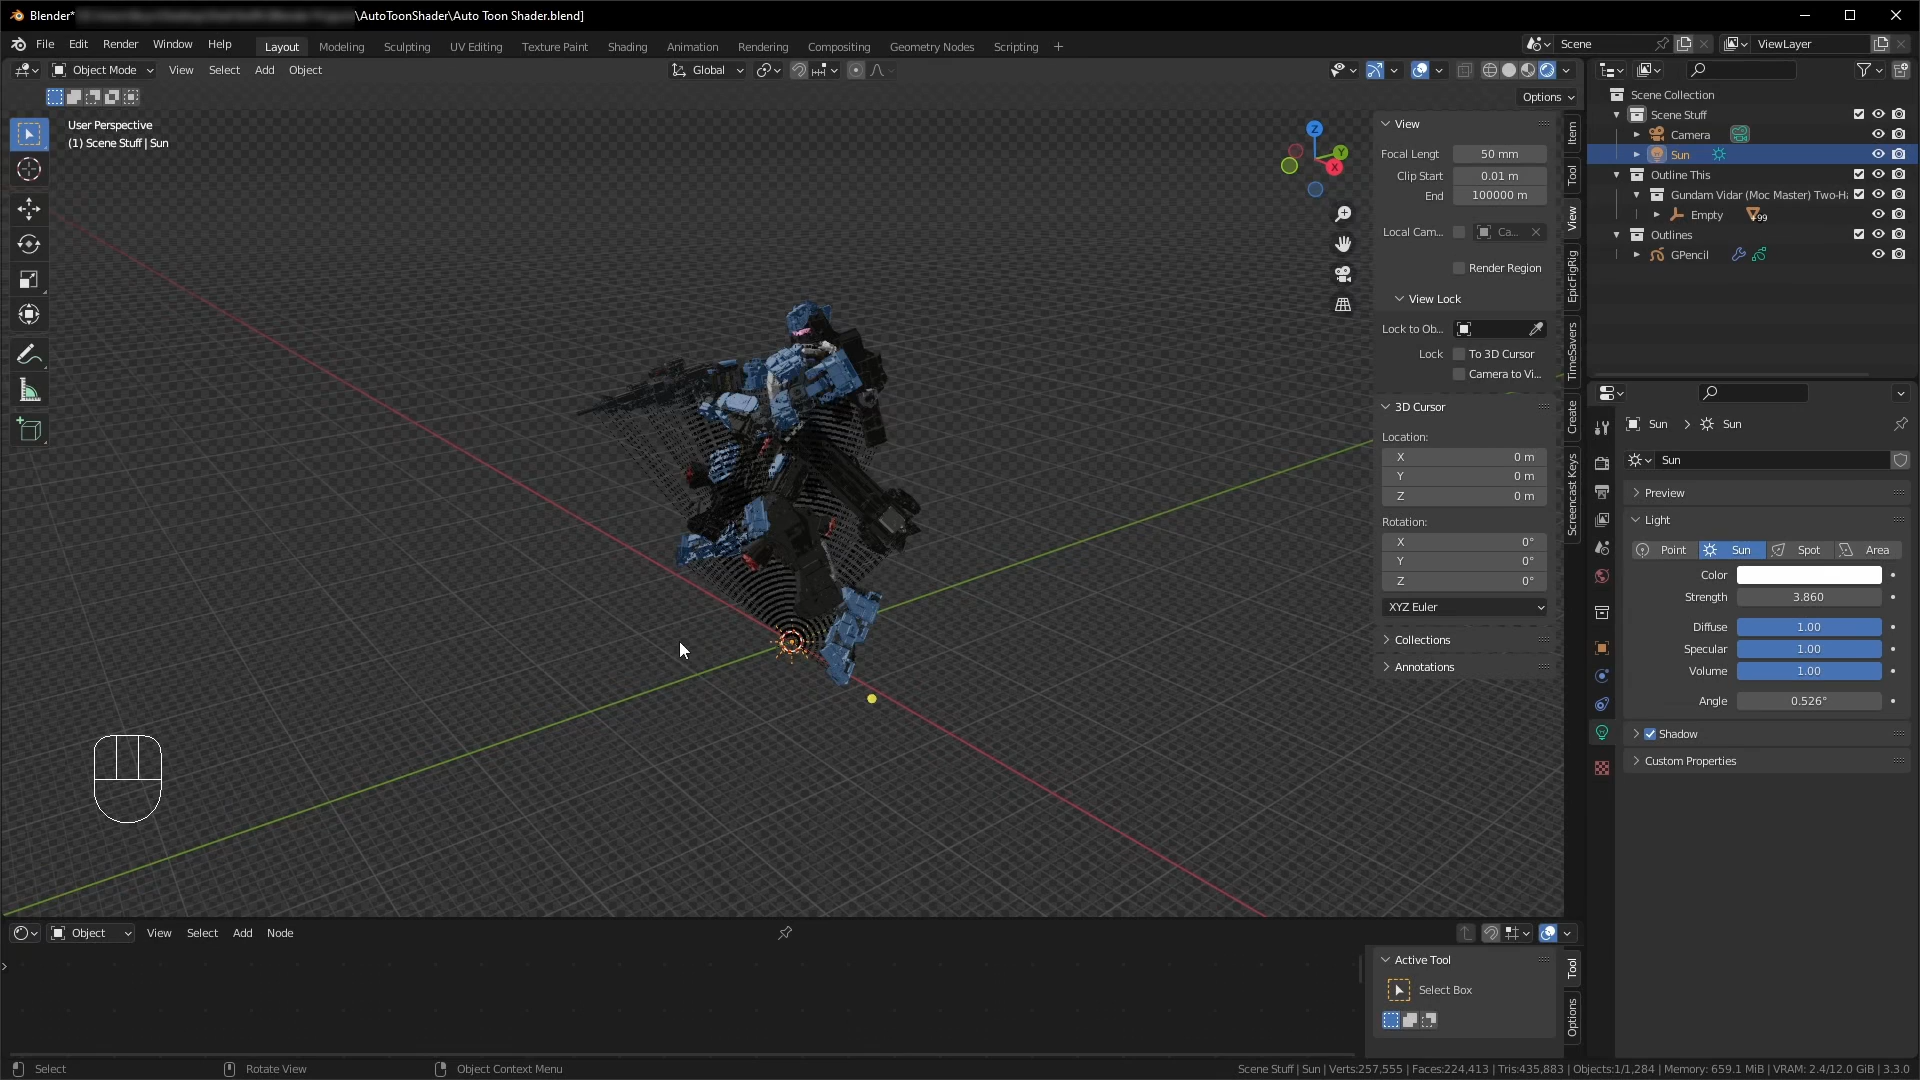 Blender*
\AutoToonShader\Auto Toon Shader.blend]
File Edit Render Window Help
Layout Modeling Sculpting UV Editing Texture Paint Shading Animation Rendering Compositing Geometry Nodes Scripting +
Scene
ViewLayer
Object Mode View Select Add Object
Global
Options
User Perspective
(1) Scene Stuff | Sun
Z
Y
X
View
Focal Lengt 50 mm
Clip Start 0.01 m
End 100000 m
Local Cam... Ca...
Render Region
View Lock
Lock to Ob...
Lock To 3D Cursor
Camera to Vi...
3D Cursor
Location:
X 0 m
Y 0 m
Z 0 m
Rotation:
X 0°
Y 0°
Z 0°
XYZ Euler
Collections
Annotations
Item
Tool
View
EpicFigRig
TimeSavers
Create
Screencast Keys
Scene Collection
Scene Stuff
Camera
Sun
Outline This
Gundam Vidar (Moc Master) Two-Ha
Empty +99
Outlines
GPencil
Sun > Sun
Sun
Preview
Light
Point Sun Spot Area
Color
Strength 3.860
Diffuse 1.00
Specular 1.00
Volume 1.00
Angle 0.526°
Shadow
Custom Properties
Object View Select Add Node
Active Tool
Select Box
Tool
Options
Select Rotate View Object Context Menu
Scene Stuff | Sun | Verts:257,555 | Faces:224,413 | Tris:435,883 | Objects:1/1,284 | Memory: 659.1 MiB | VRAM: 2.4/12.0 GiB | 3.3.0